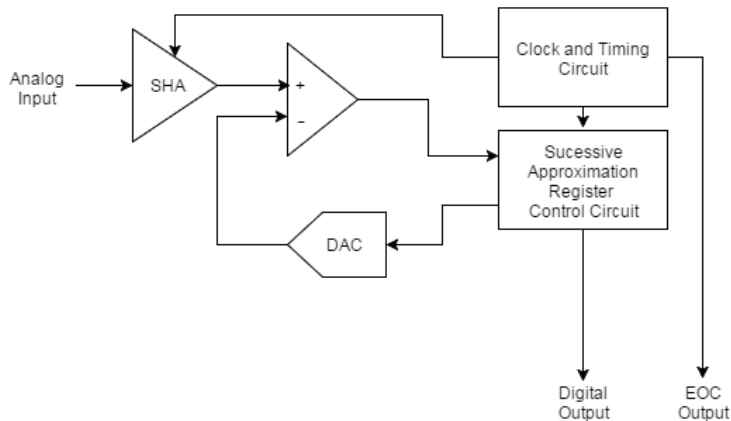 Clock and Timing
Circuit
Analog
Input
SHA
+
−
Sucessive
Approximation
Register
Control Circuit
DAC
Digital
Output
EOC
Output